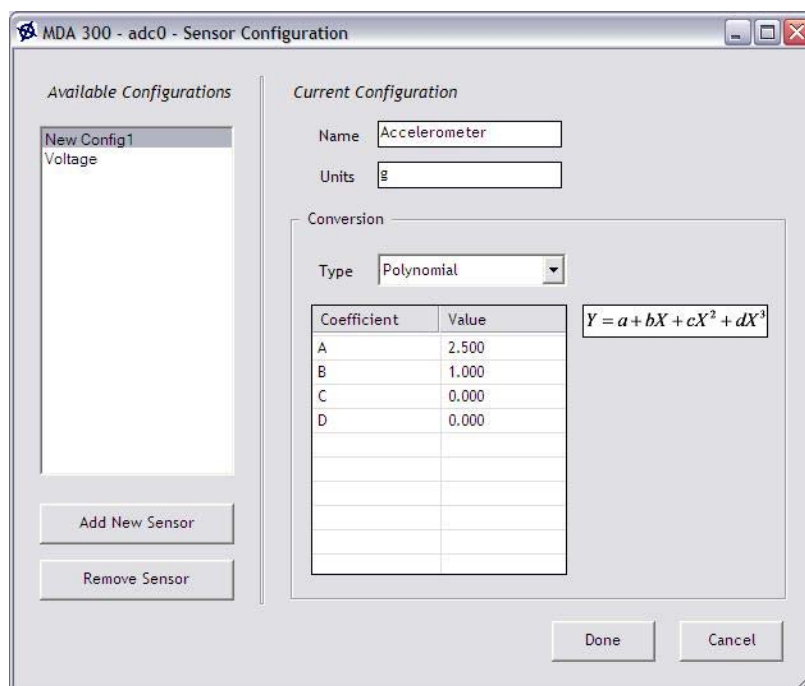 MDA 300 - adc0 - Sensor Configuration
Available Configurations
New Config1
Voltage
Add New Sensor
Remove Sensor
Current Configuration
Name Accelerometer
Units g
Conversion
Type Polynomial
Coefficient Value
A 2.500
B 1.000
C 0.000
D 0.000
Y = a + bX + cX² + dX³
Done Cancel